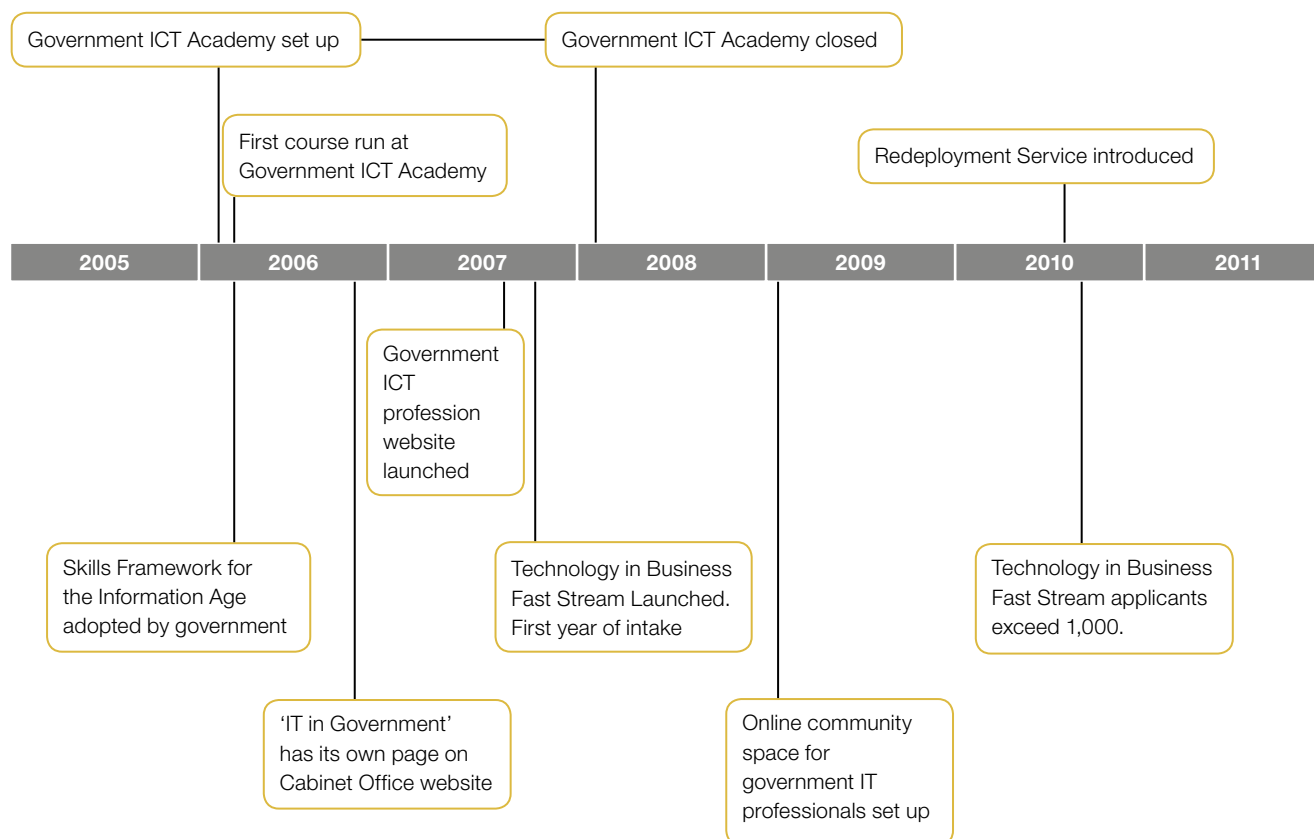 Government ICT Academy set up
Government ICT Academy closed
First course run at
Government ICT Academy
Redeployment Service introduced
2005
2006
2007
2008
2009
2010
2011
Government
ICT
profession
website
launched
Skills Framework for
the Information Age
adopted by government
Technology in Business
Fast Stream Launched.
First year of intake
Technology in Business
Fast Stream applicants
exceed 1,000.
‘IT in Government’
has its own page on
Cabinet Office website
Online community
space for
government IT
professionals set up